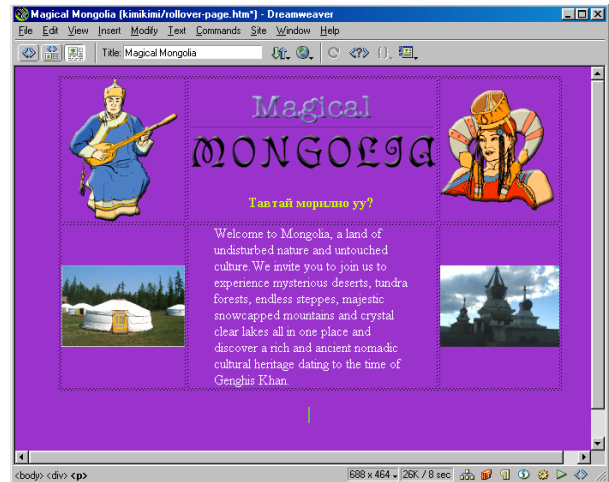 Magical Mongolia (kimikimi/rollover-page.htm*) - Dreamweaver
File Edit View Insert Modify Text Commands Site Window Help
Title: Magical Mongolia
Magical
MONGOLIA
Тавтай морилно уу?
Welcome to Mongolia, a land of
undisturbed nature and untouched
culture.We invite you to join us to
experience mysterious deserts, tundra
forests, endless steppes, majestic
snowcapped mountains and crystal
clear lakes all in one place and
discover a rich and ancient nomadic
cultural heritage dating to the time of
Genghis Khan.
<body> <div> <p>
688 x 464 26K / 8 sec